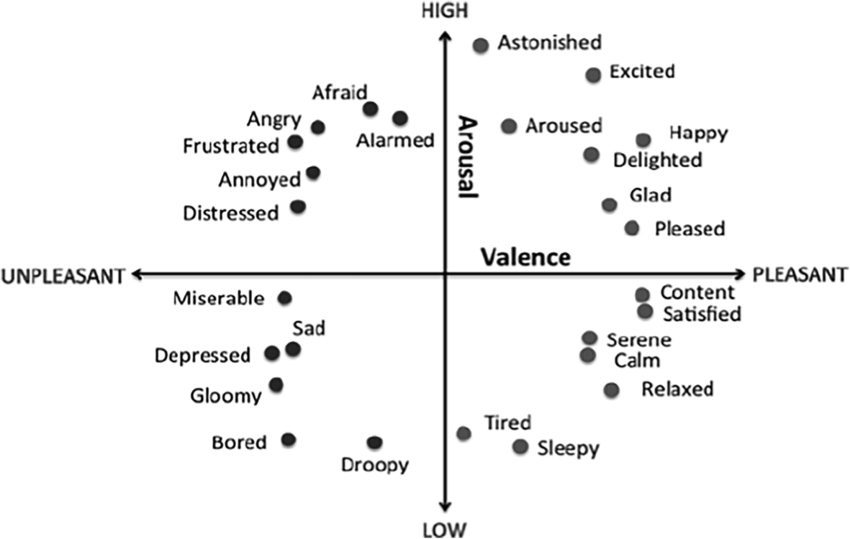 HIGH
Astonished
Excited
Afraid
Angry
Alarmed
Frustrated
Annoyed
Distressed
Arousal
Aroused
Happy
Delighted
Glad
Pleased
Valence
UNPLEASANT
PLEASANT
Miserable
Sad
Depressed
Gloomy
Bored
Droopy
Content
Satisfied
Serene
Calm
Relaxed
Tired
Sleepy
LOW